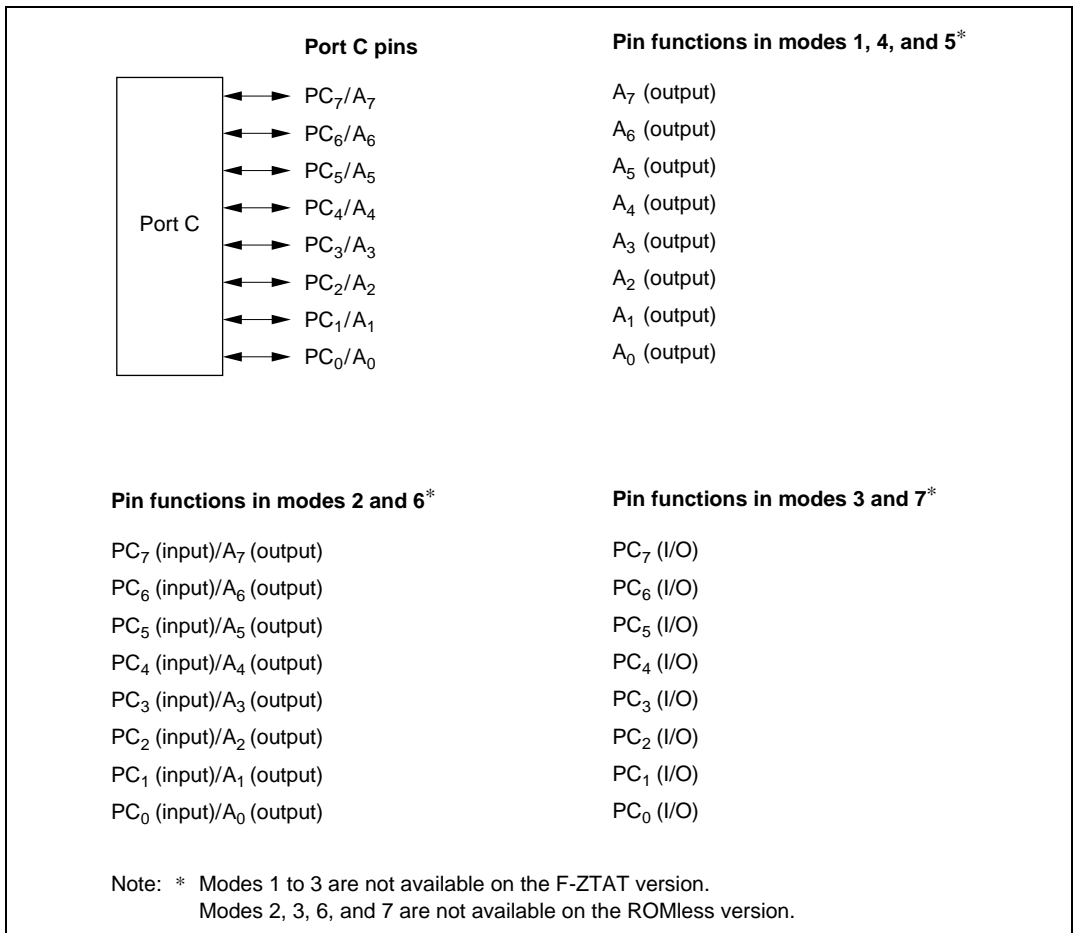 Port C pins
Pin functions in modes 1, 4, and 5*
Port C
PC7/A7
A7 (output)
PC6/A6
A6 (output)
PC5/A5
A5 (output)
PC4/A4
A4 (output)
PC3/A3
A3 (output)
PC2/A2
A2 (output)
PC1/A1
A1 (output)
PC0/A0
A0 (output)
Pin functions in modes 2 and 6*
PC7 (input)/A7 (output)
PC6 (input)/A6 (output)
PC5 (input)/A5 (output)
PC4 (input)/A4 (output)
PC3 (input)/A3 (output)
PC2 (input)/A2 (output)
PC1 (input)/A1 (output)
PC0 (input)/A0 (output)
Pin functions in modes 3 and 7*
PC7 (I/O)
PC6 (I/O)
PC5 (I/O)
PC4 (I/O)
PC3 (I/O)
PC2 (I/O)
PC1 (I/O)
PC0 (I/O)
Note: * Modes 1 to 3 are not available on the F-ZTAT version.
Modes 2, 3, 6, and 7 are not available on the ROMless version.